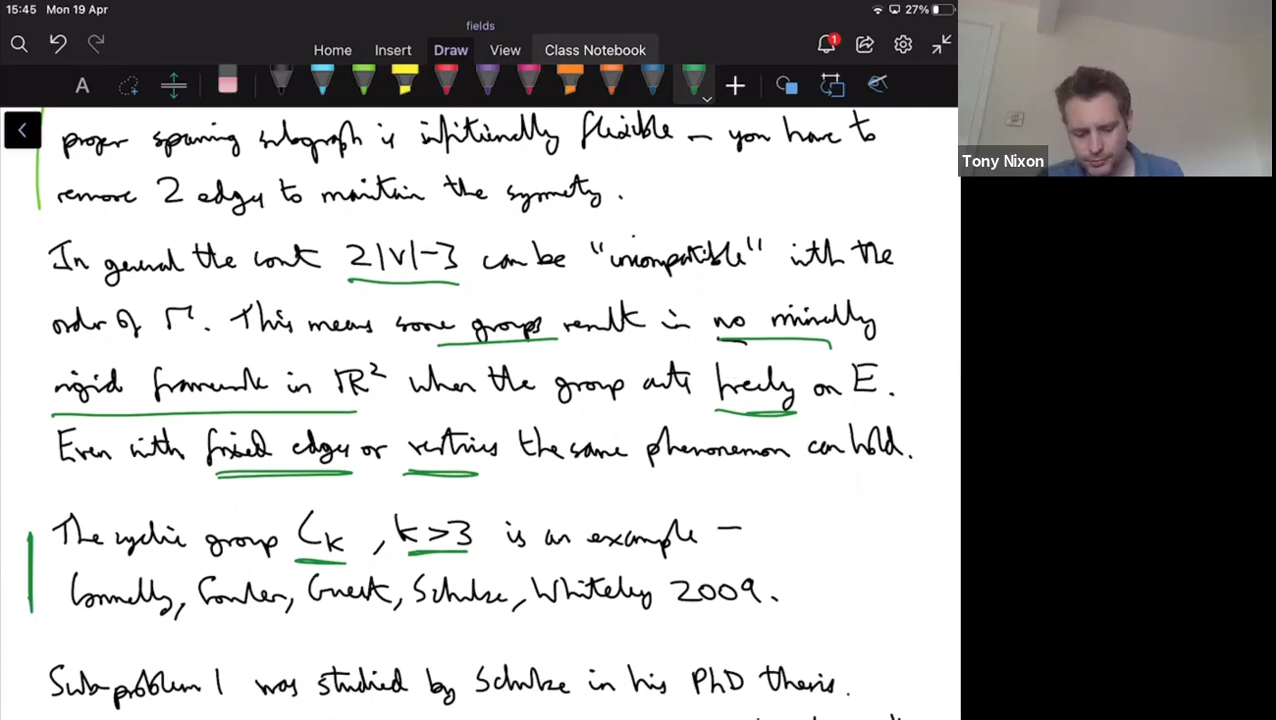 15:45 Mon 19 Apr
27%
fields
Home Insert Draw View Class Notebook
1
A
Tony Nixon
proper spanning subgraph is infinitesimally flexible - you have to
remove 2 edges to maintain the symmetry.
In general the count 2|V|-3 can be "incompatible" with the
order of Γ. This means some groups result in no minimally
rigid framework in ℝ² when the group acts freely on E.
Even with fixed edges or vertices the same phenonemon can hold.
The cyclic group Cₖ, k>3 is an example -
Connelly, Fowler, Guest, Schulze, Whiteley 2009.
Sub-problem 1 was studied by Schulze in his PhD thesis.